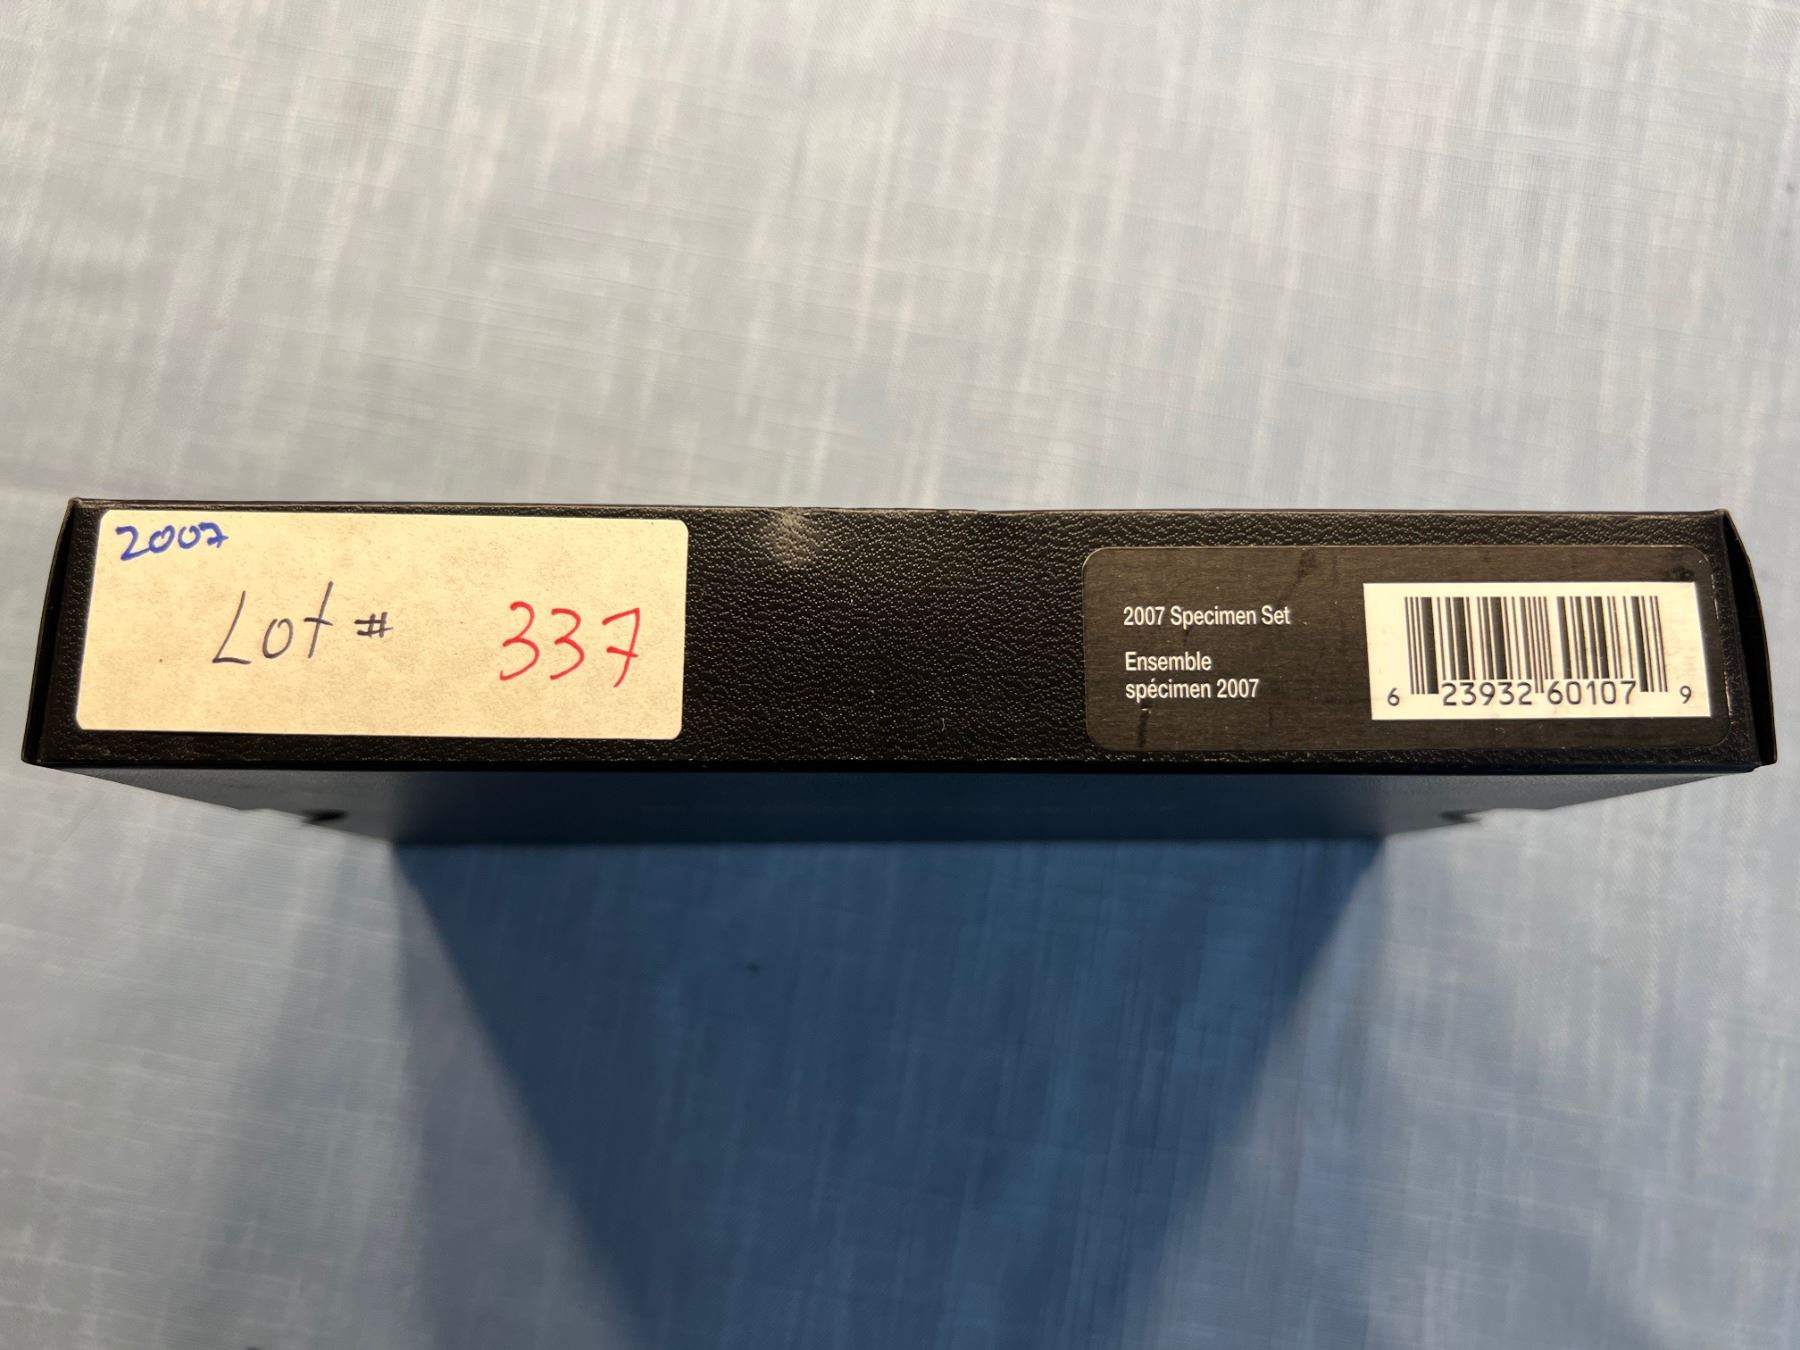 2007
Lot # 337
2007 Specimen Set
Ensemble
spécimen 2007
6 23932 60107 9